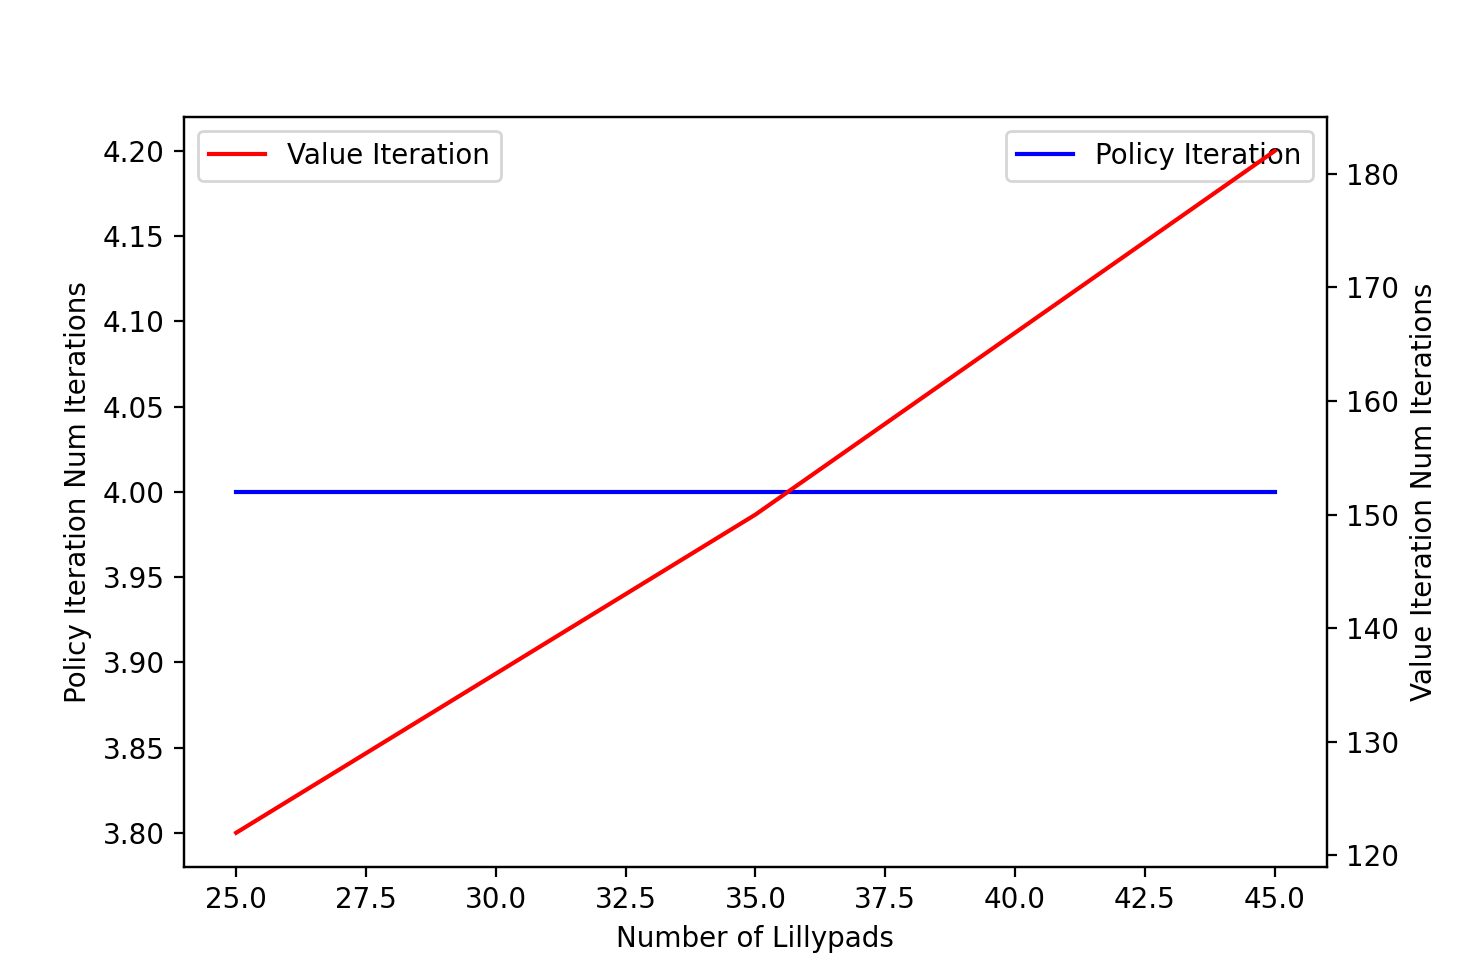 Value Iteration
Policy Iteration
4.20
4.15
4.10
4.05
4.00
3.95
3.90
3.85
3.80
Policy Iteration Num Iterations
180
170
160
150
140
130
120
Value Iteration Num Iterations
25.0 27.5 30.0 32.5 35.0 37.5 40.0 42.5 45.0
Number of Lillypads